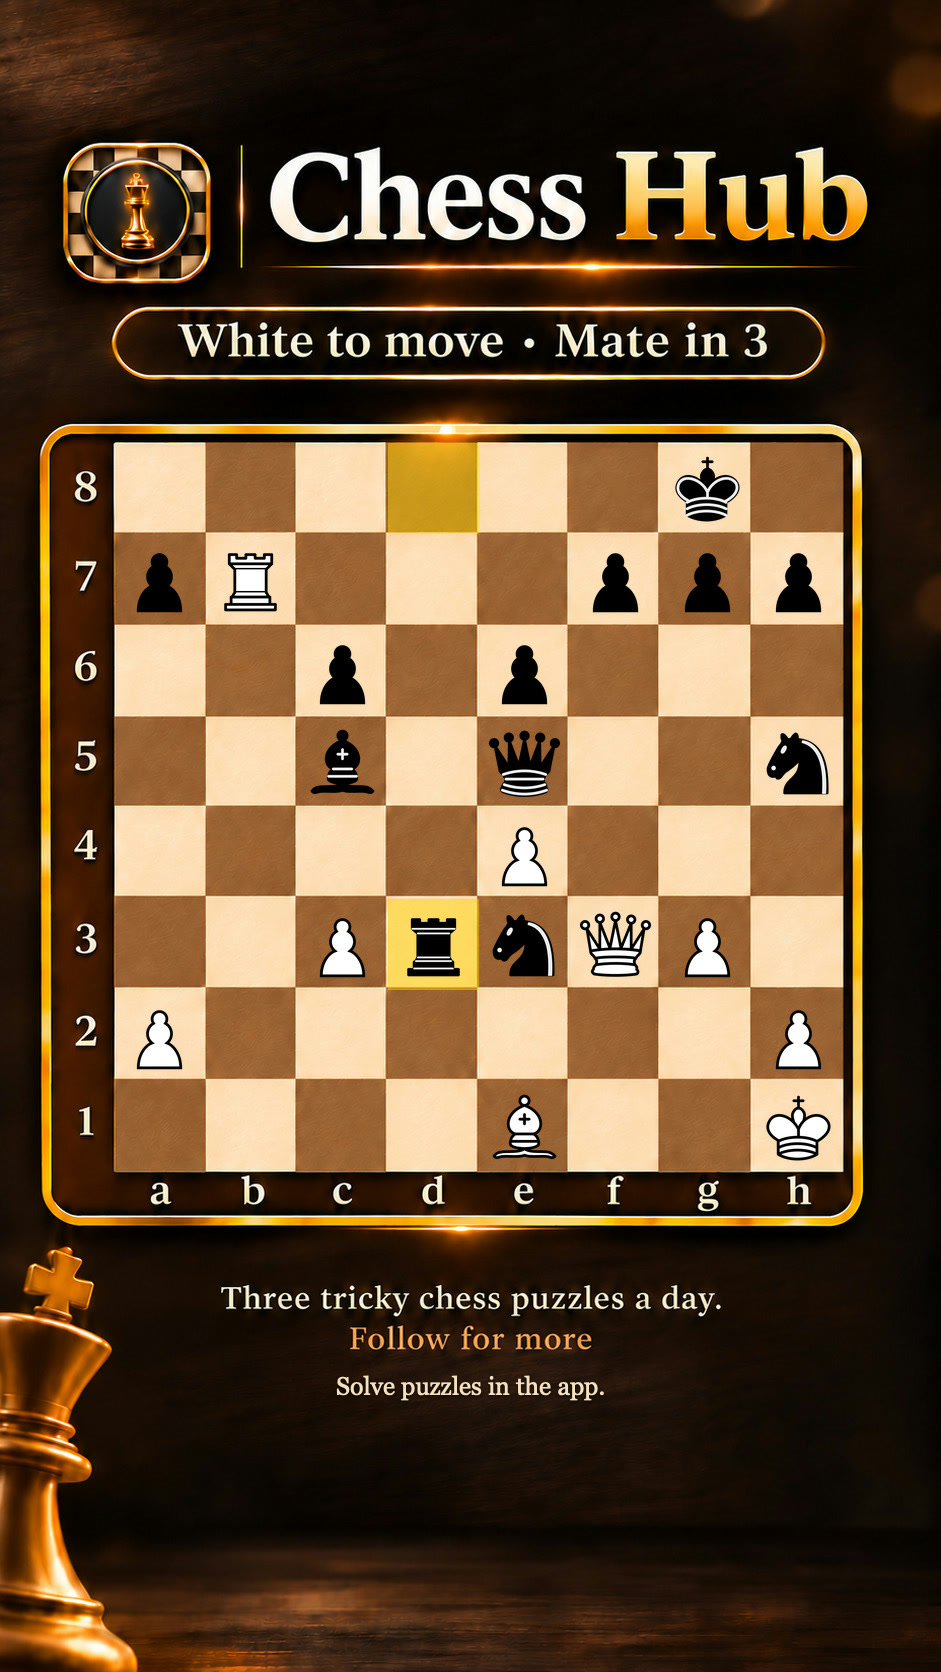 Chess Hub
White to move • Mate in 3
8
7
6
5
4
3
2
1
a b c d e f g h
Three tricky chess puzzles a day.
Follow for more
Solve puzzles in the app.